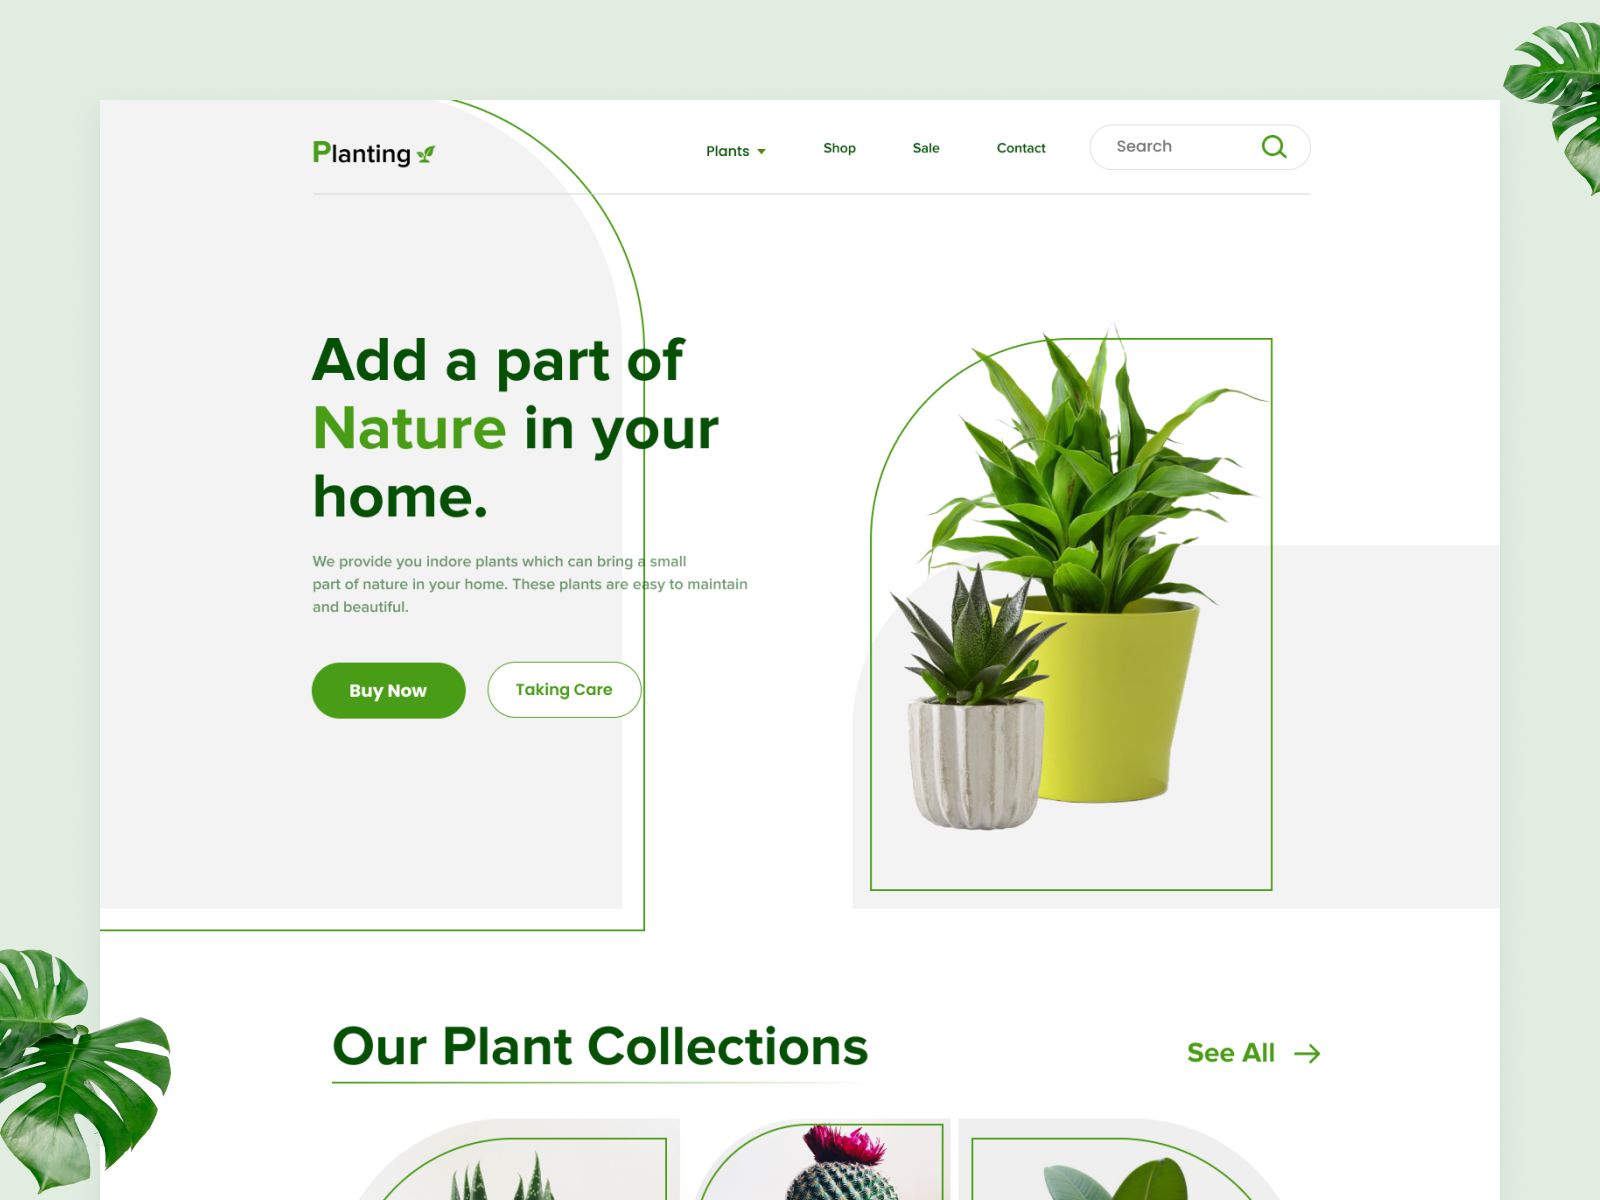 Planting
Plants
Shop
Sale
Contact
Search
Add a part of
Nature in your
home.
We provide you indore plants which can bring a small
part of nature in your home. These plants are easy to maintain
and beautiful.
Buy Now
Taking Care
Our Plant Collections
See All